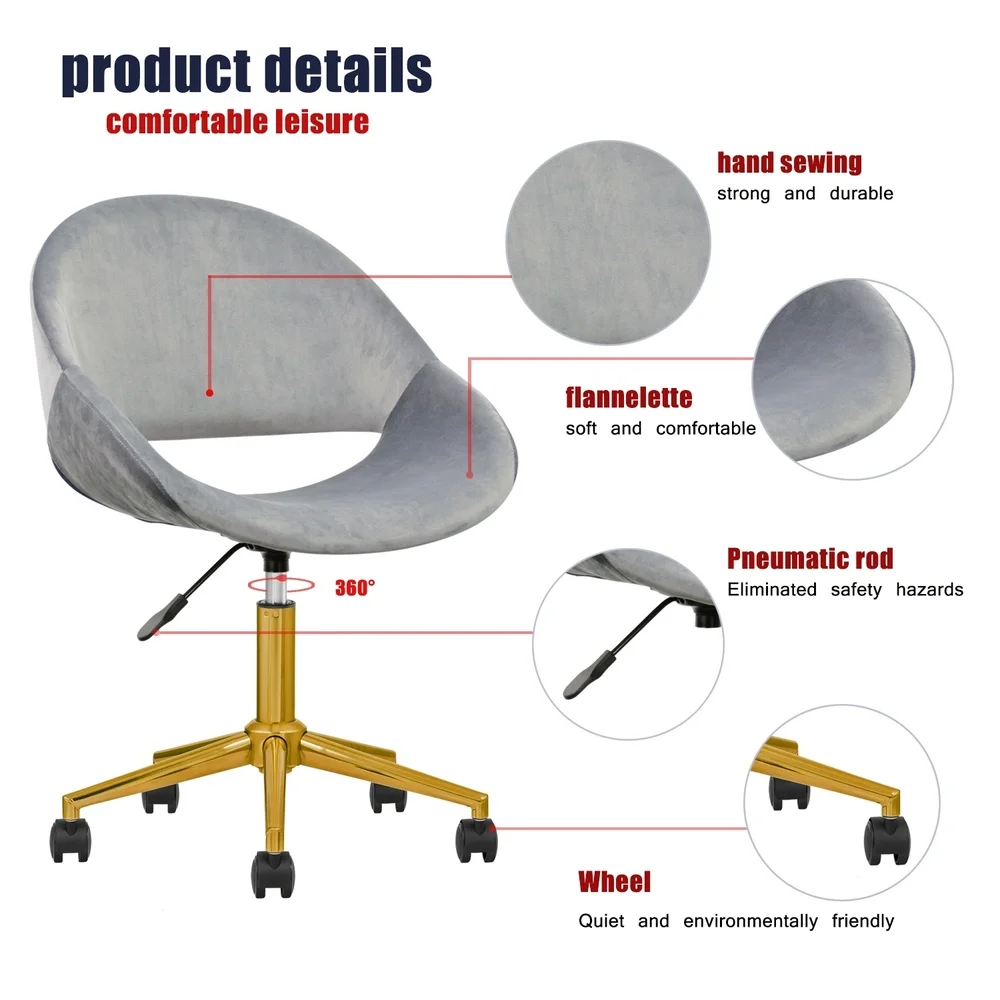 product details
comfortable leisure
hand sewing
strong and durable
flannelette
soft and comfortable
Pneumatic rod
Eliminated safety hazards
360°
Wheel
Quiet and environmentally friendly